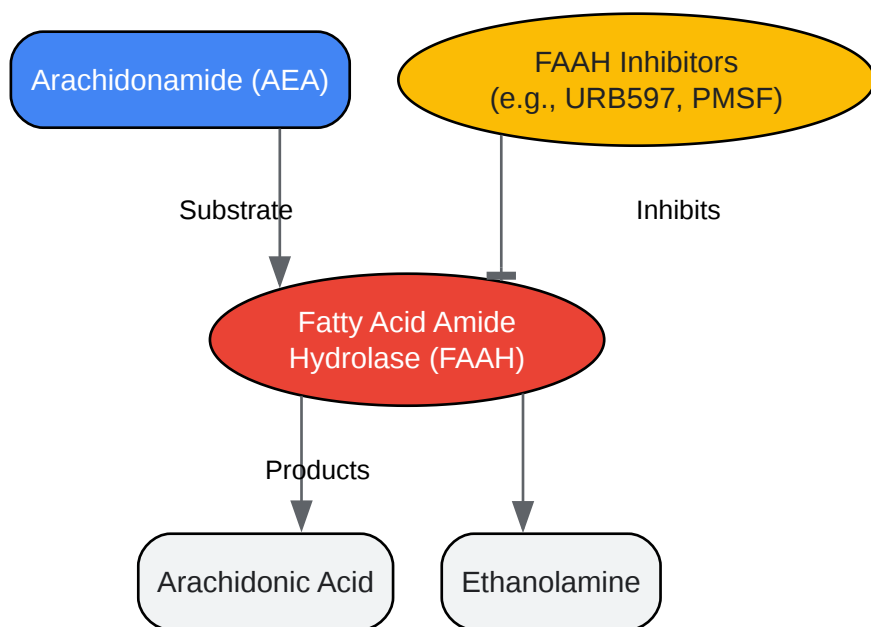 Arachidonamide (AEA)
FAAH Inhibitors
(e.g., URB597, PMSF)
Substrate
Inhibits
Fatty Acid Amide
Hydrolase (FAAH)
Products
Arachidonic Acid
Ethanolamine